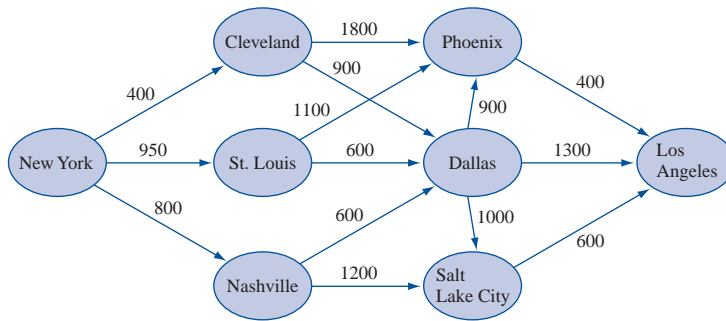 Cleveland
1800
Phoenix
400
900
1100
400
900
New York
950
St. Louis
600
Dallas
1300
Los
Angeles
800
600
1000
600
Nashville
1200
Salt
Lake City